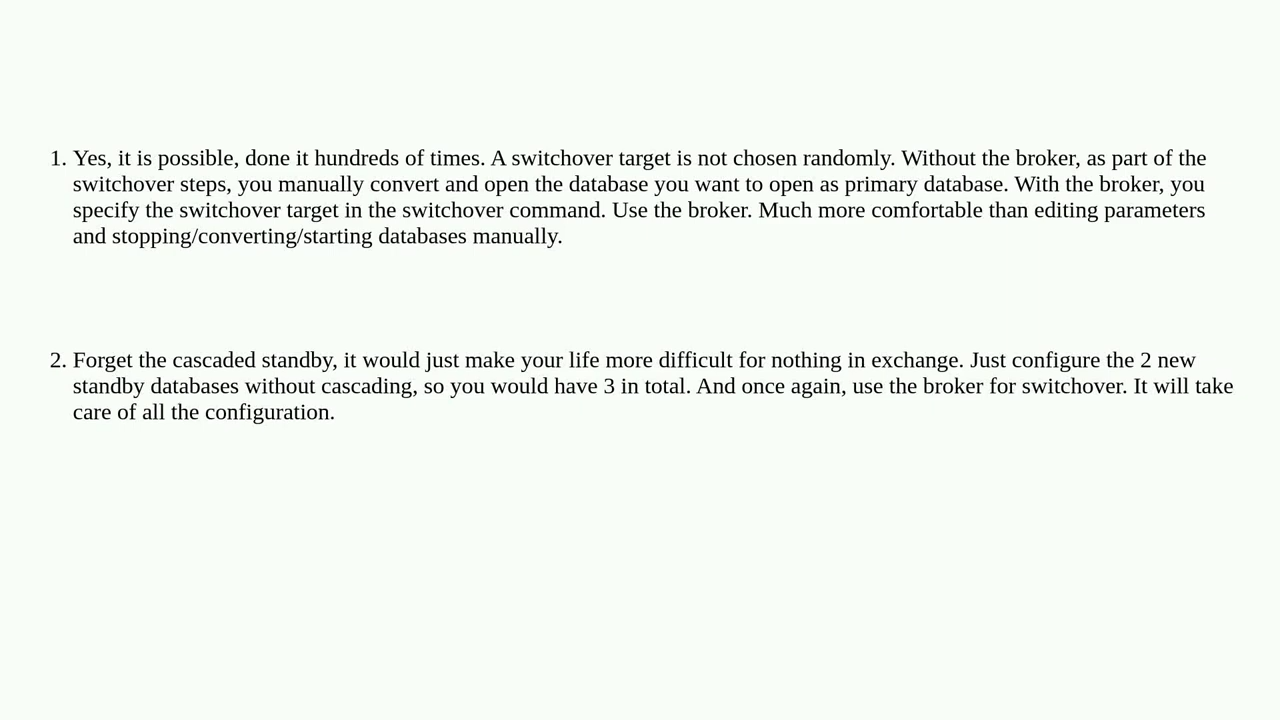 1. Yes, it is possible, done it hundreds of times. A switchover target is not chosen randomly. Without the broker, as part of the
switchover steps, you manually convert and open the database you want to open as primary database. With the broker, you
specify the switchover target in the switchover command. Use the broker. Much more comfortable than editing parameters
and stopping/converting/starting databases manually.
2. Forget the cascaded standby, it would just make your life more difficult for nothing in exchange. Just configure the 2 new
standby databases without cascading, so you would have 3 in total. And once again, use the broker for switchover. It will take
care of all the configuration.